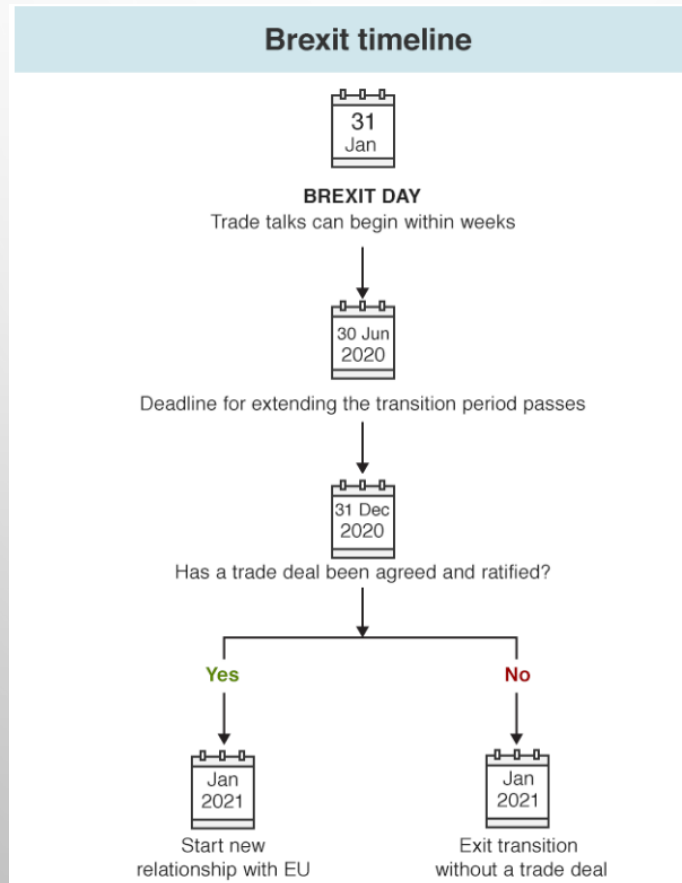 Brexit timeline
31
Jan
BREXIT DAY
Trade talks can begin within weeks
30 Jun
2020
Deadline for extending the transition period passes
31 Dec
2020
Has a trade deal been agreed and ratified?
Yes
No
Jan
2021
Jan
2021
Start new
relationship with EU
Exit transition
without a trade deal